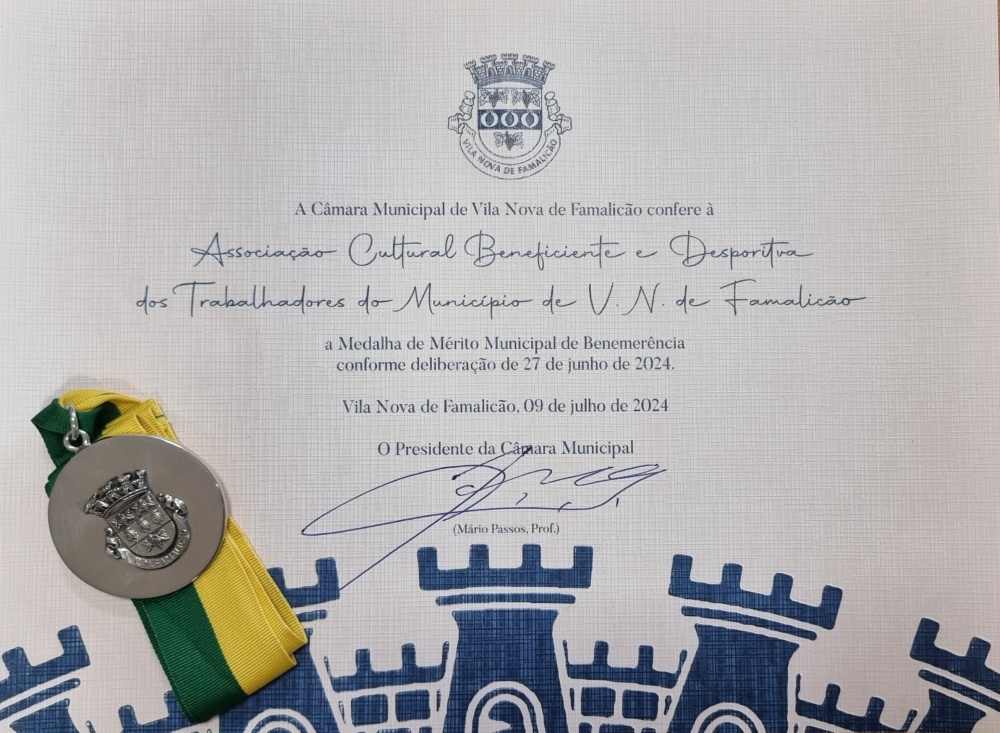 VILA NOVA DE FAMALICÃO
A Câmara Municipal de Vila Nova de Famalicão confere à
Associação Cultural Beneficiente e Desportiva
dos Trabalhadores do Município de V. N. de Famalicão
a Medalha de Mérito Municipal de Benemerência
conforme deliberação de 27 de junho de 2024.
Vila Nova de Famalicão, 09 de julho de 2024
O Presidente da Câmara Municipal
(Mário Passos, Prof.)